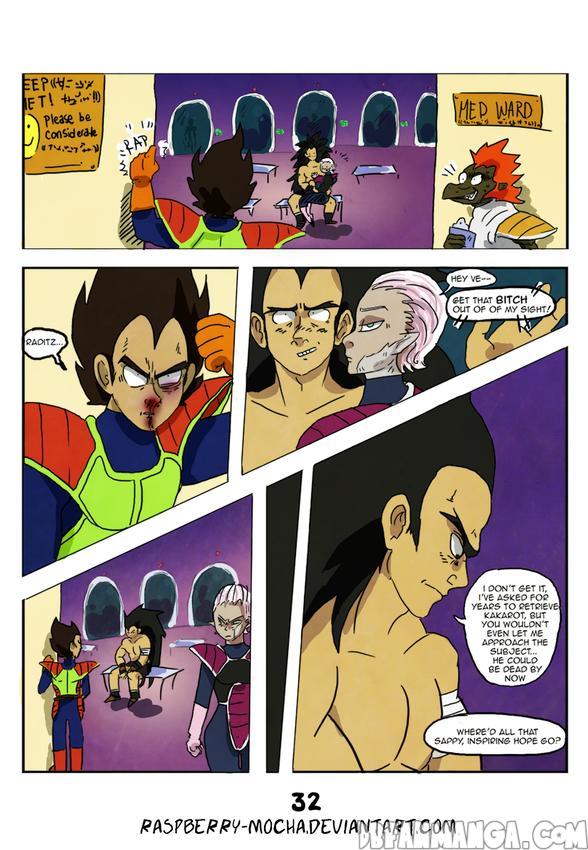 EEP
ET!
Please be
considerate
RAP
MED WARD
RADITZ...
HEY VE--
GET THAT BITCH
OUT OF OF MY SIGHT!
I DON'T GET IT,
I'VE ASKED FOR
YEARS TO RETRIEVE
KAKAROT, BUT
YOU WOULDN'T
EVEN LET ME
APPROACH THE
SUBJECT...
HE COULD
BE DEAD BY
NOW
WHERE'D ALL THAT
SAPPY, INSPIRING HOPE GO?
32
RASPBERRY-MOCHA.DEVIANTART.COM
DBFANMANGA.COM